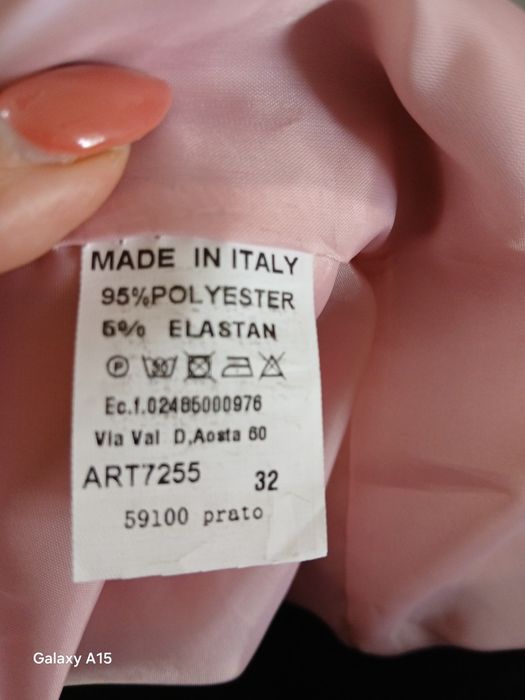 MADE IN ITALY
95%POLYESTER
5% ELASTAN
P 30
Ec.f.02485000976
Via Val D,Aosta 60
ART7255 32
59100 prato
Galaxy A15